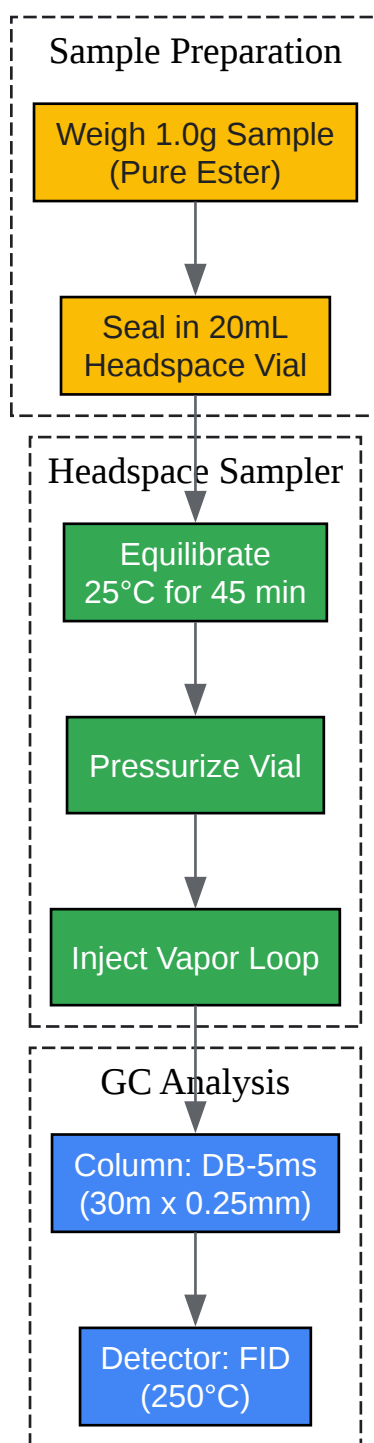 Sample Preparation
Weigh 1.0g Sample
(Pure Ester)
Seal in 20mL
Headspace Vial
Headspace Sampler
Equilibrate
25°C for 45 min
Pressurize Vial
Inject Vapor Loop
GC Analysis
Column: DB-5ms
(30m x 0.25mm)
Detector: FID
(250°C)